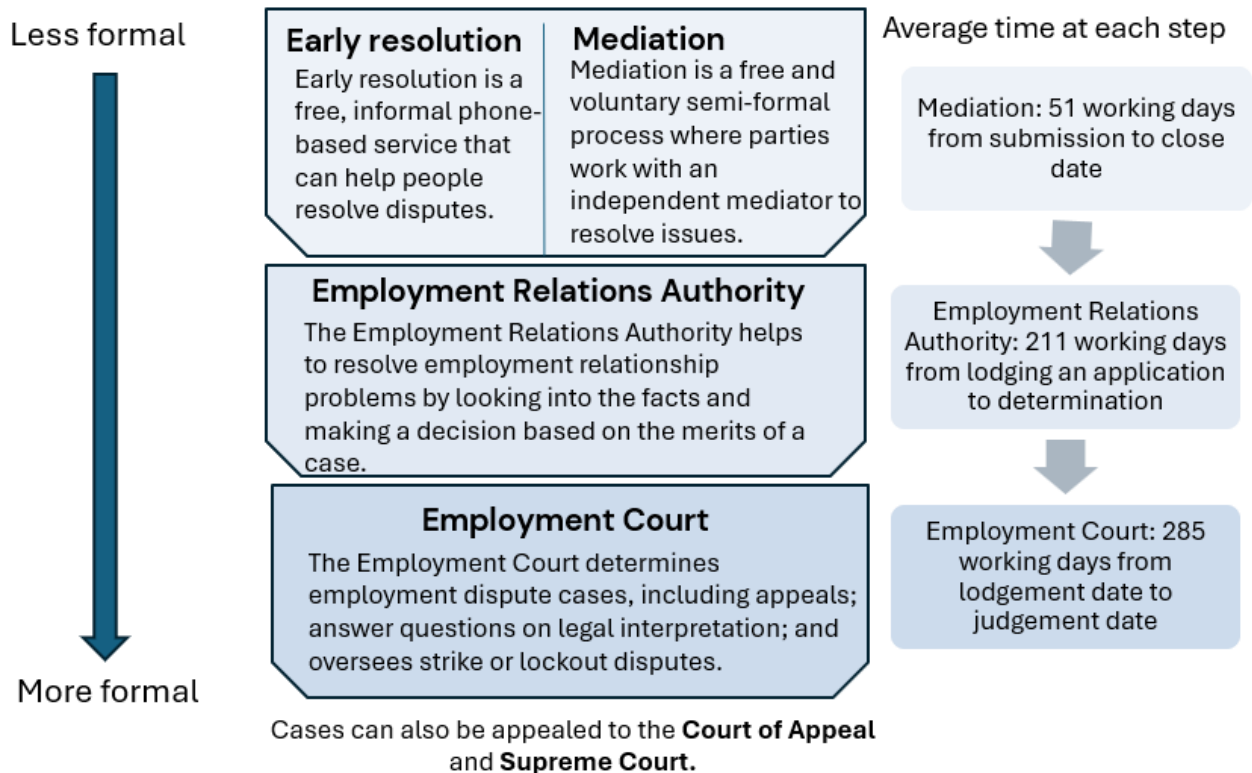 Less formal
More formal
Early resolution
Early resolution is a
free, informal phone-
based service that
can help people
resolve disputes.
Mediation
Mediation is a free and
voluntary semi-formal
process where parties
work with an
independent mediator to
resolve issues.
Employment Relations Authority
The Employment Relations Authority helps
to resolve employment relationship
problems by looking into the facts and
making a decision based on the merits of a
case.
Employment Court
The Employment Court determines
employment dispute cases, including appeals;
answer questions on legal interpretation; and
oversees strike or lockout disputes.
Cases can also be appealed to the Court of Appeal
and Supreme Court.
Average time at each step
Mediation: 51 working days
from submission to close
date
Employment Relations
Authority: 211 working days
from lodging an application
to determination
Employment Court: 285
working days from
lodgement date to
judgement date